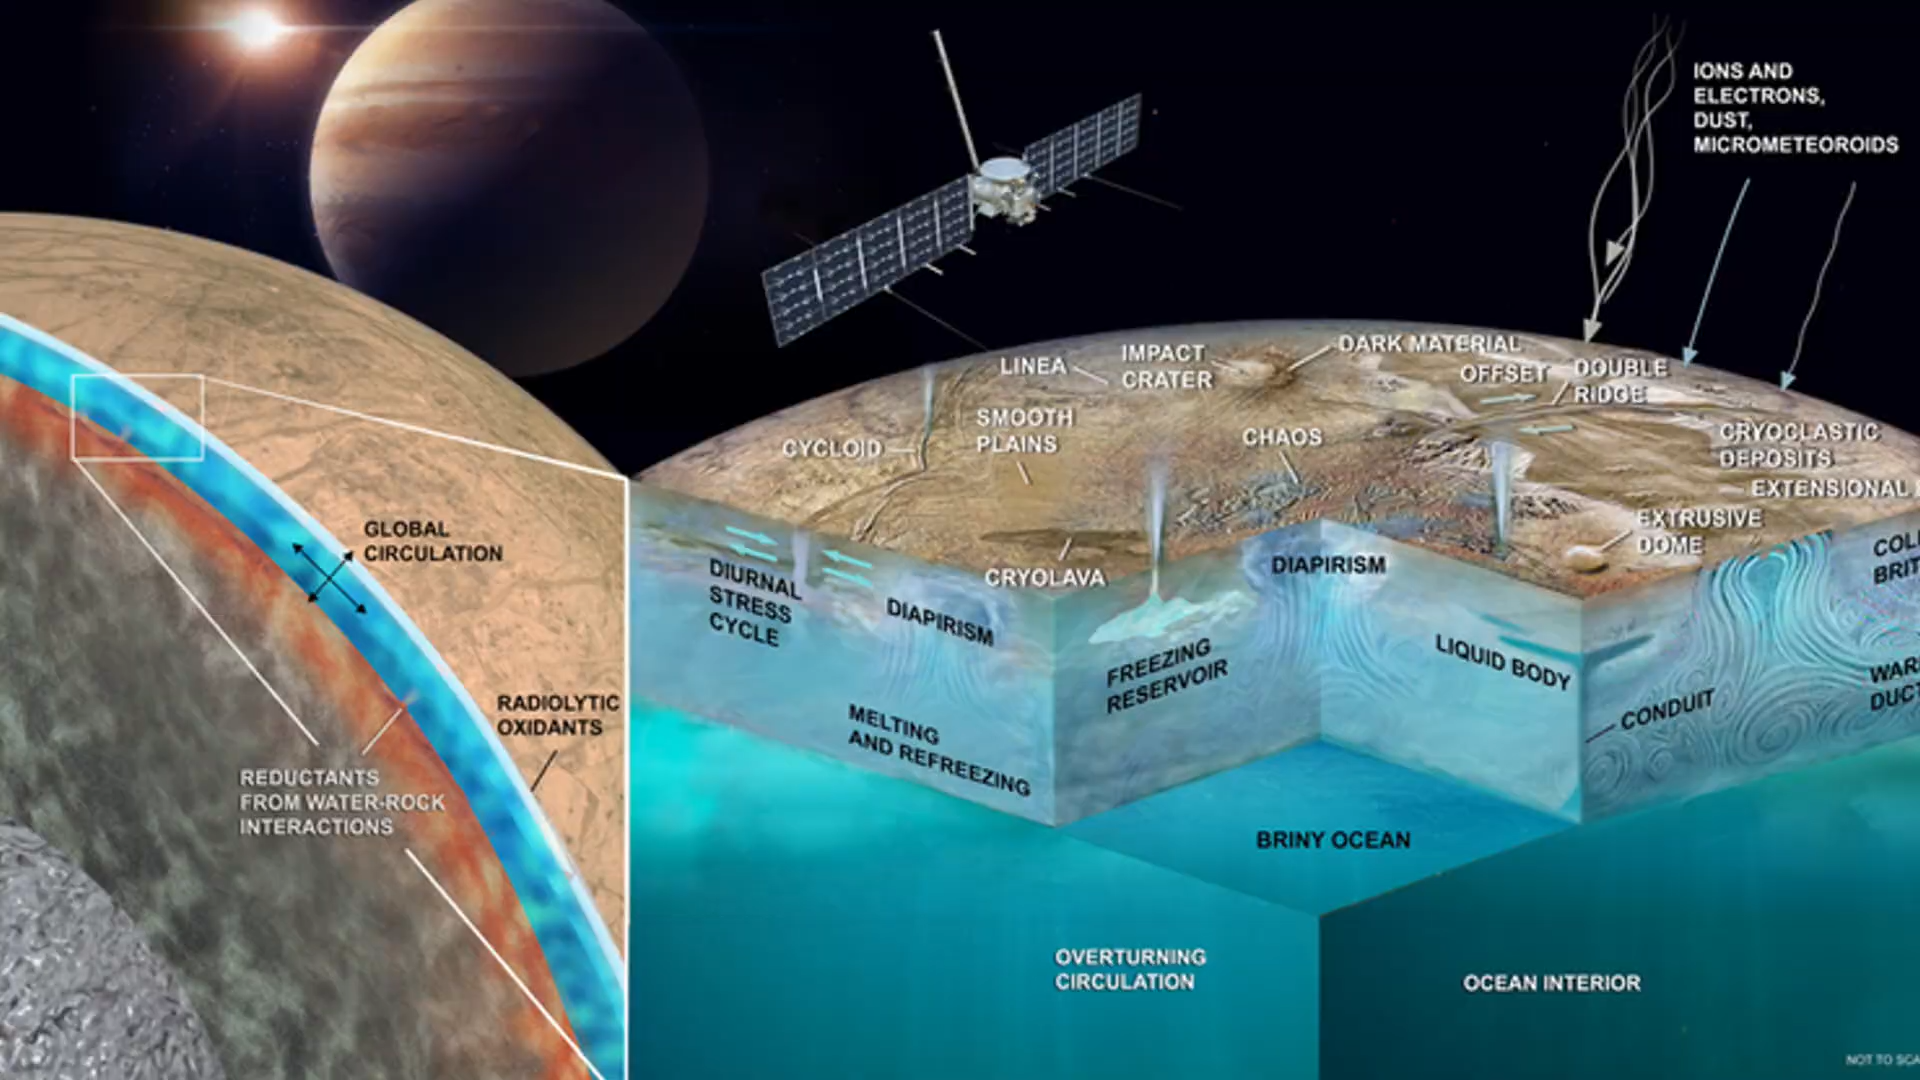 IONS AND
ELECTRONS,
DUST,
MICROMETEOROIDS
LINEA
IMPACT
CRATER
DARK MATERIAL
OFFSET
DOUBLE
RIDGE
CYCLOID
SMOOTH
PLAINS
CHAOS
CRYOCLASTIC
DEPOSITS
EXTENSIONAL
EXTRUSIVE
DOME
GLOBAL
CIRCULATION
DIURNAL
STRESS
CYCLE
CRYOLAVA
DIAPIRISM
DIAPIRISM
FREEZING
RESERVOIR
LIQUID BODY
CONDUIT
RADIOLYTIC
OXIDANTS
MELTING
AND REFREEZING
REDUCTANTS
FROM WATER-ROCK
INTERACTIONS
BRINY OCEAN
OVERTURNING
CIRCULATION
OCEAN INTERIOR
NOT TO